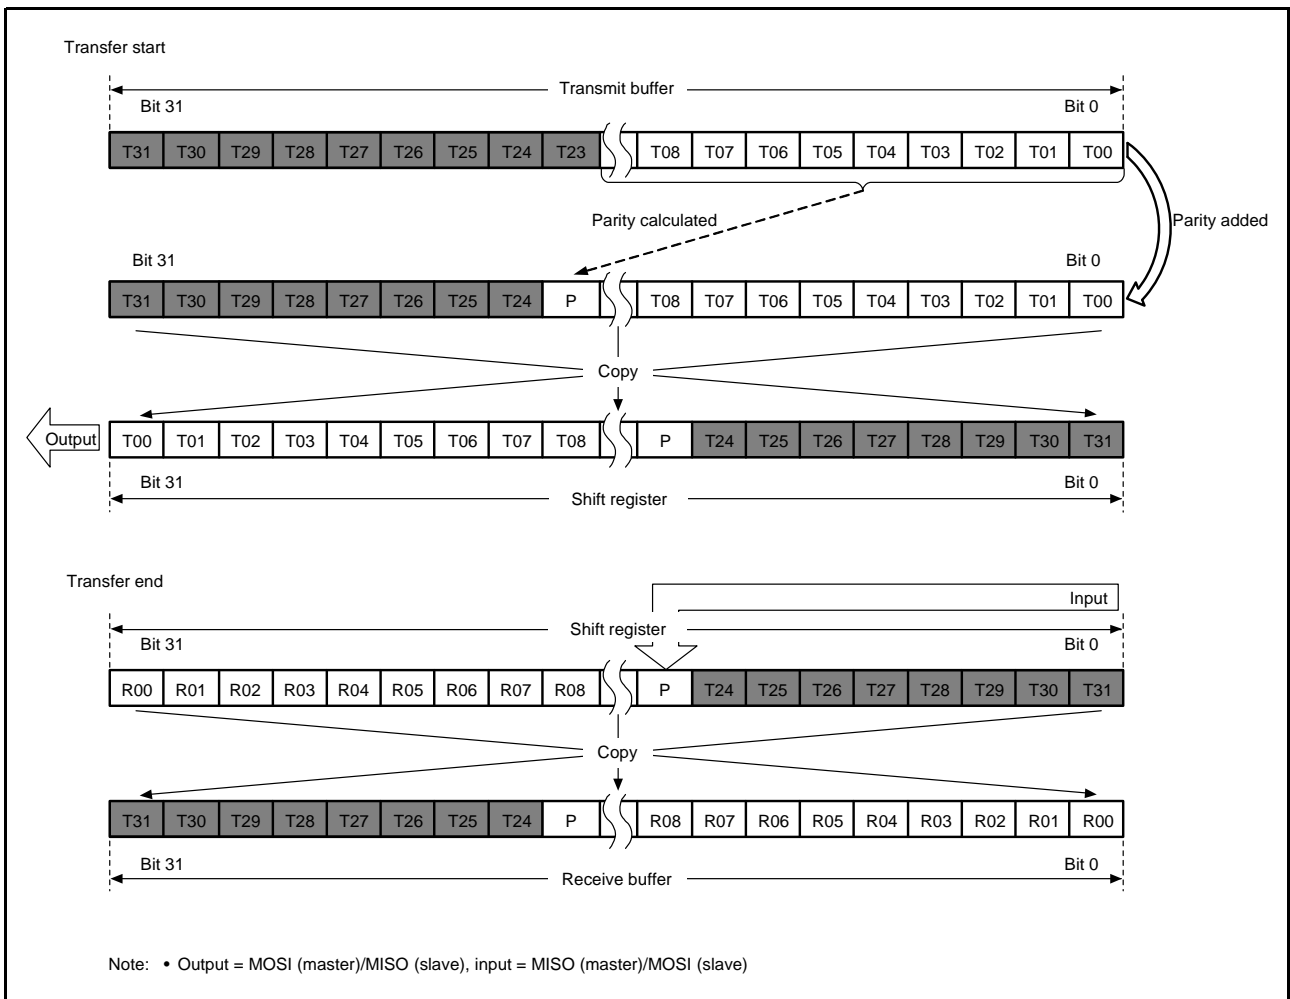 Transfer start
Transmit buffer
Bit 31 Bit 0
T31 T30 T29 T28 T27 T26 T25 T24 T23 T08 T07 T06 T05 T04 T03 T02 T01 T00
Parity calculated Parity added
Bit 31 Bit 0
T31 T30 T29 T28 T27 T26 T25 T24 P T08 T07 T06 T05 T04 T03 T02 T01 T00
Copy
Output T00 T01 T02 T03 T04 T05 T06 T07 T08 P T24 T25 T26 T27 T28 T29 T30 T31
Bit 31 Bit 0
Shift register
Transfer end
Input
Shift register
Bit 31 Bit 0
R00 R01 R02 R03 R04 R05 R06 R07 R08 P T24 T25 T26 T27 T28 T29 T30 T31
Copy
T31 T30 T29 T28 T27 T26 T25 T24 P R08 R07 R06 R05 R04 R03 R02 R01 R00
Bit 31 Bit 0
Receive buffer
Note: • Output = MOSI (master)/MISO (slave), input = MISO (master)/MOSI (slave)